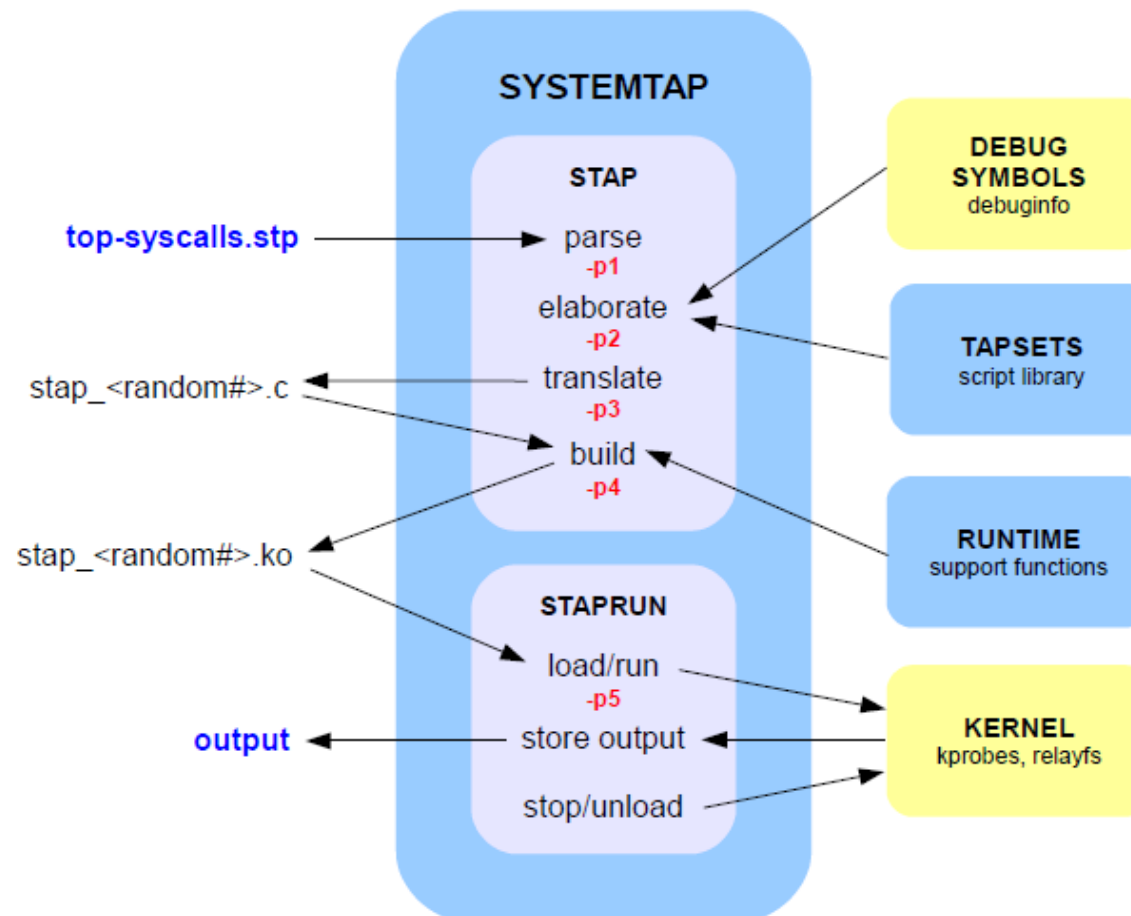 SYSTEMTAP
STAP
top-syscalls.stp
parse
-p1
elaborate
-p2
stap_<random#>.c
translate
-p3
build
-p4
stap_<random#>.ko
STAPRUN
load/run
-p5
output
store output
stop/unload
DEBUG
SYMBOLS
debuginfo
TAPSETS
script library
RUNTIME
support functions
KERNEL
kprobes, relayfs